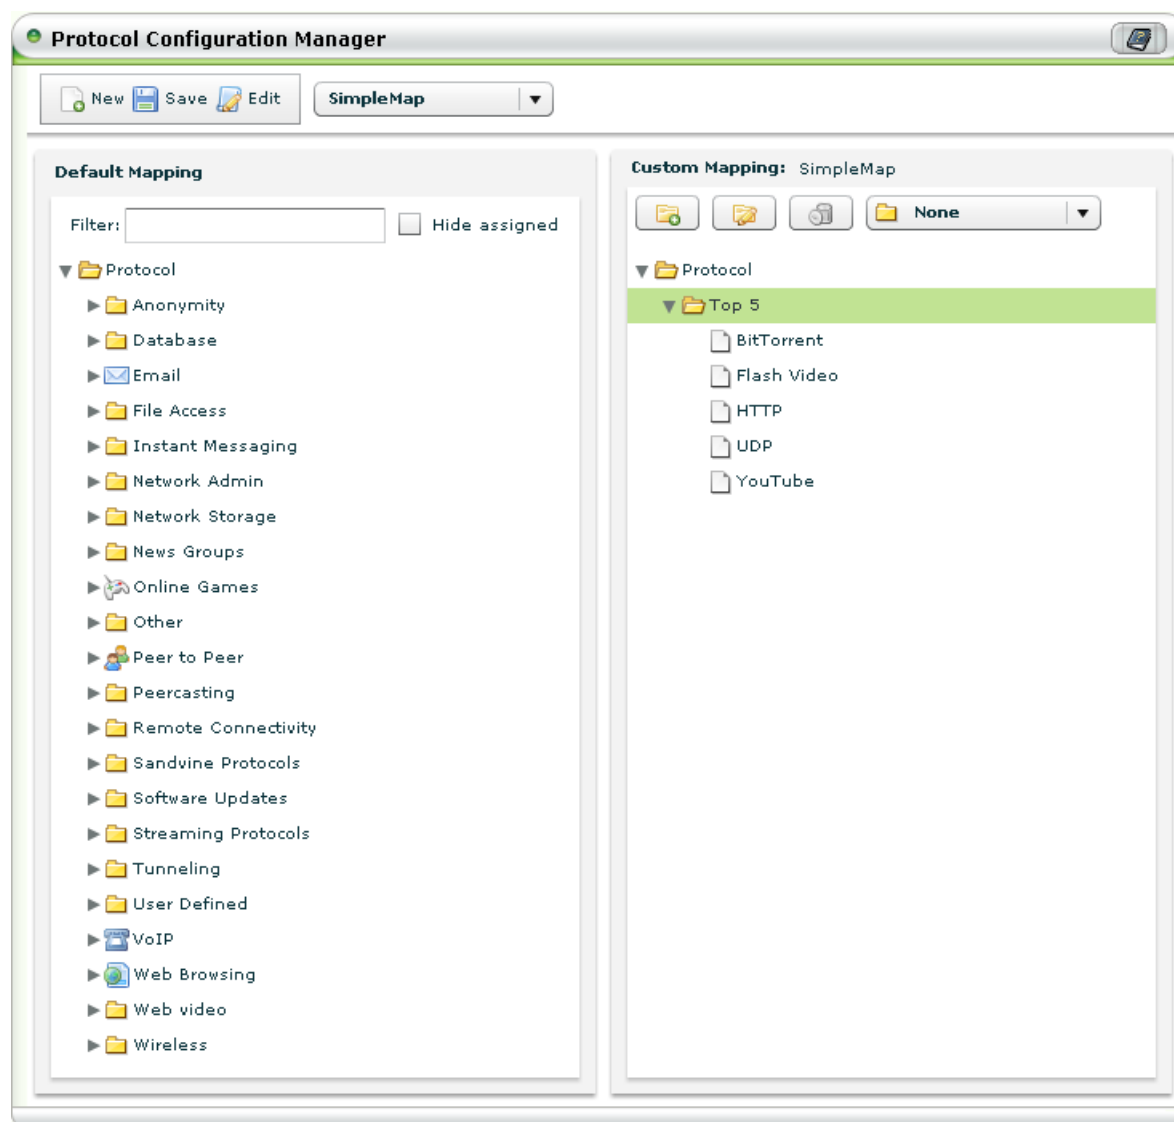 Protocol Configuration Manager
New Save Edit SimpleMap
Default Mapping
Filter: Hide assigned
Protocol
Anonymity
Database
Email
File Access
Instant Messaging
Network Admin
Network Storage
News Groups
Online Games
Other
Peer to Peer
Peercasting
Remote Connectivity
Sandvine Protocols
Software Updates
Streaming Protocols
Tunneling
User Defined
VoIP
Web Browsing
Web video
Wireless
Custom Mapping: SimpleMap
None
Protocol
Top 5
BitTorrent
Flash Video
HTTP
UDP
YouTube